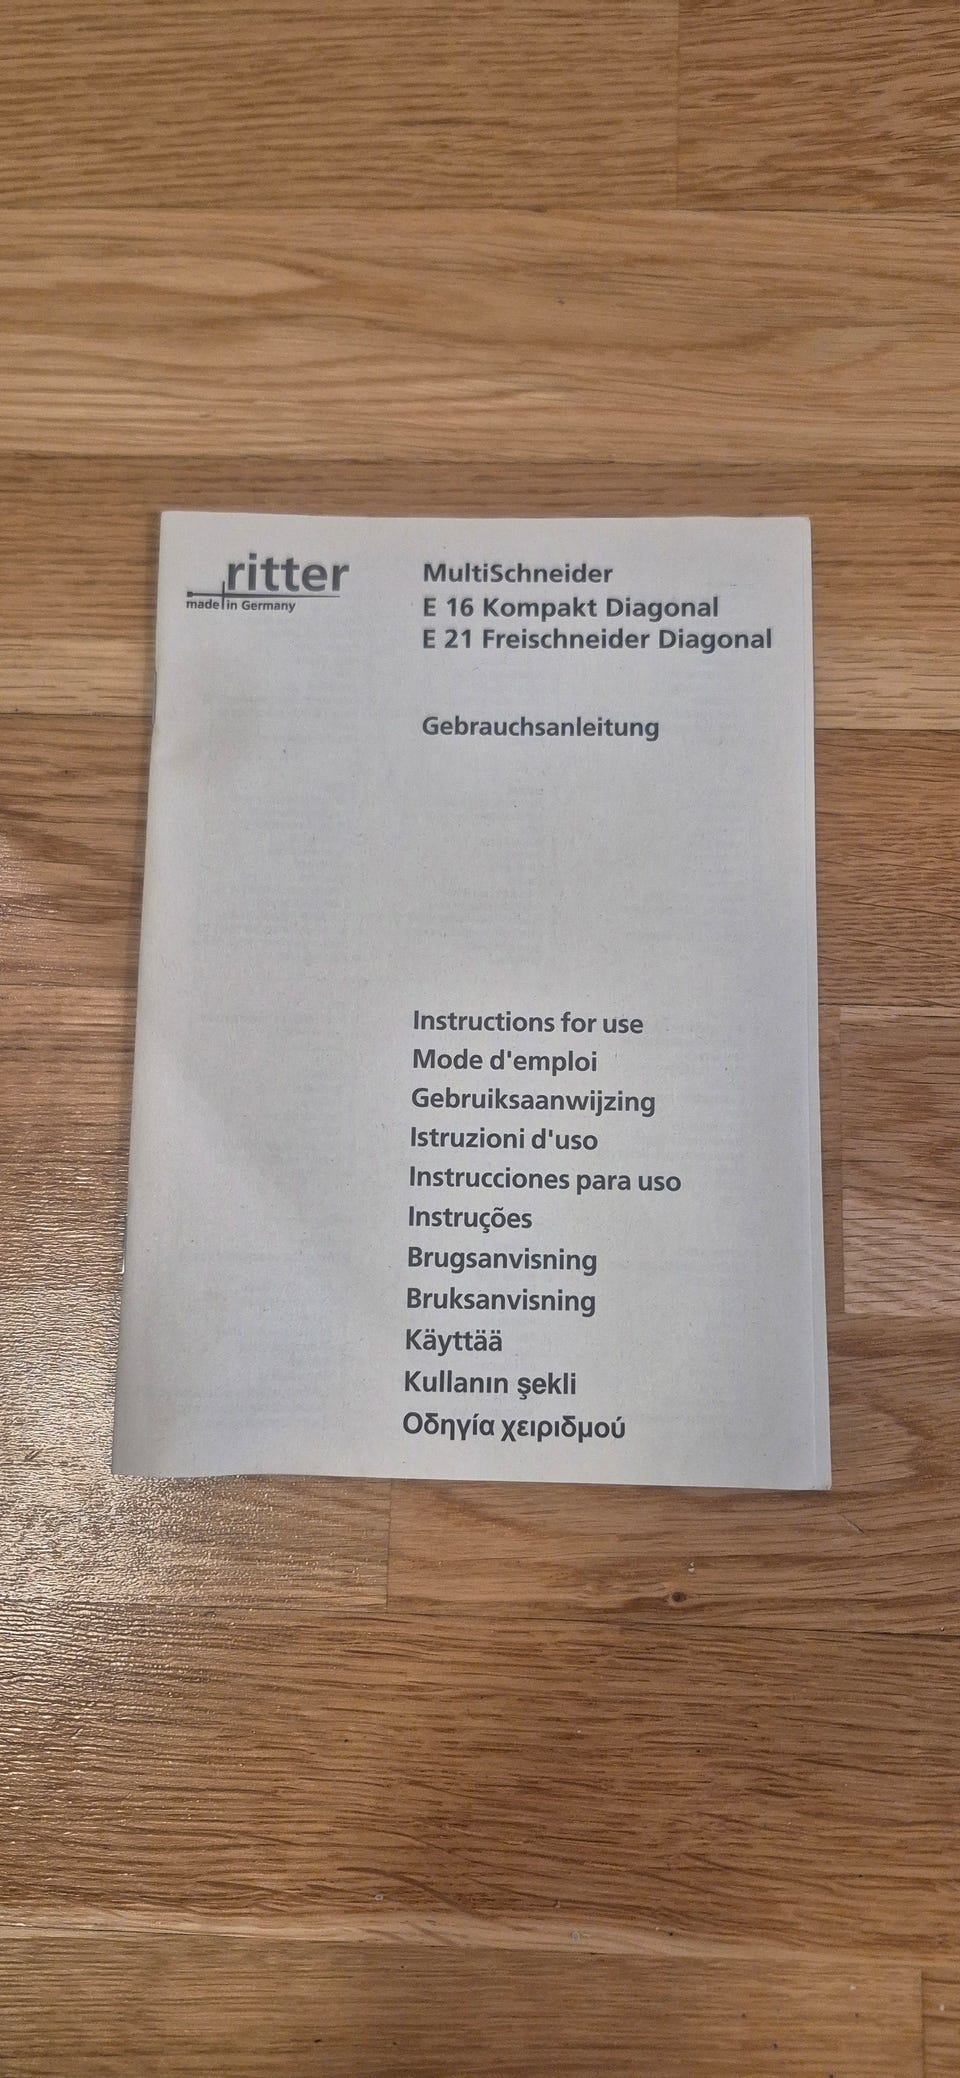 ritter
made in Germany
MultiSchneider
E 16 Kompakt Diagonal
E 21 Freischneider Diagonal
Gebrauchsanleitung
Instructions for use
Mode d'emploi
Gebruiksaanwijzing
Istruzioni d'uso
Instrucciones para uso
Instruções
Brugsanvisning
Bruksanvisning
Käyttää
Kullanın şekli
Οδηγία χειριδμού